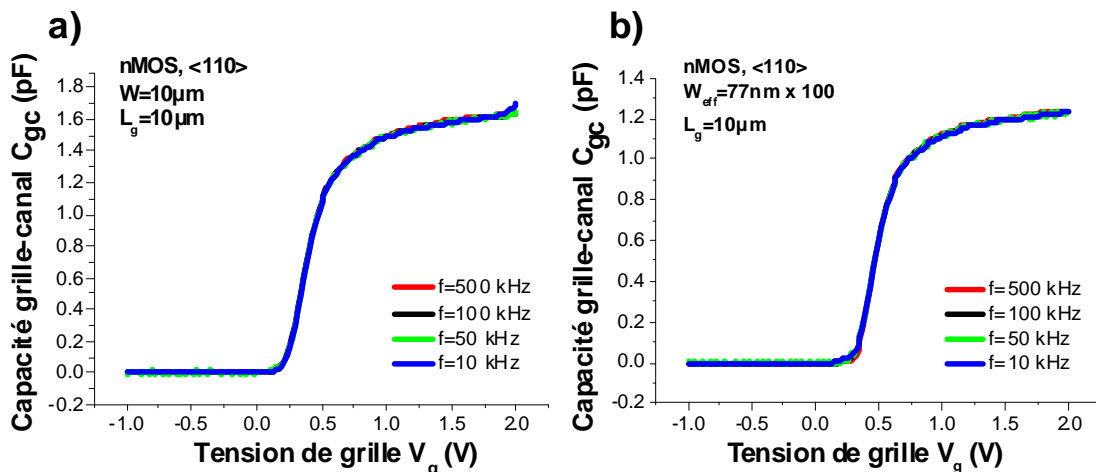 a)
nMOS, <110>
W=10µm
Lg=10µm
Capacité grille-canal Cgc (pF)
1.8
1.6
1.4
1.2
1.0
0.8
0.6
0.4
0.2
0.0
-0.2
f=500 kHz
f=100 kHz
f=50 kHz
f=10 kHz
-1.0 -0.5 0.0 0.5 1.0 1.5 2.0
Tension de grille Vg (V)
b)
nMOS, <110>
Weff=77nm x 100
Lg=10µm
Capacité grille-canal Cgc (pF)
1.4
1.2
1.0
0.8
0.6
0.4
0.2
0.0
-0.2
f=500 kHz
f=100 kHz
f=50 kHz
f=10 kHz
-1.0 -0.5 0.0 0.5 1.0 1.5 2.0
Tension de grille Vg (V)